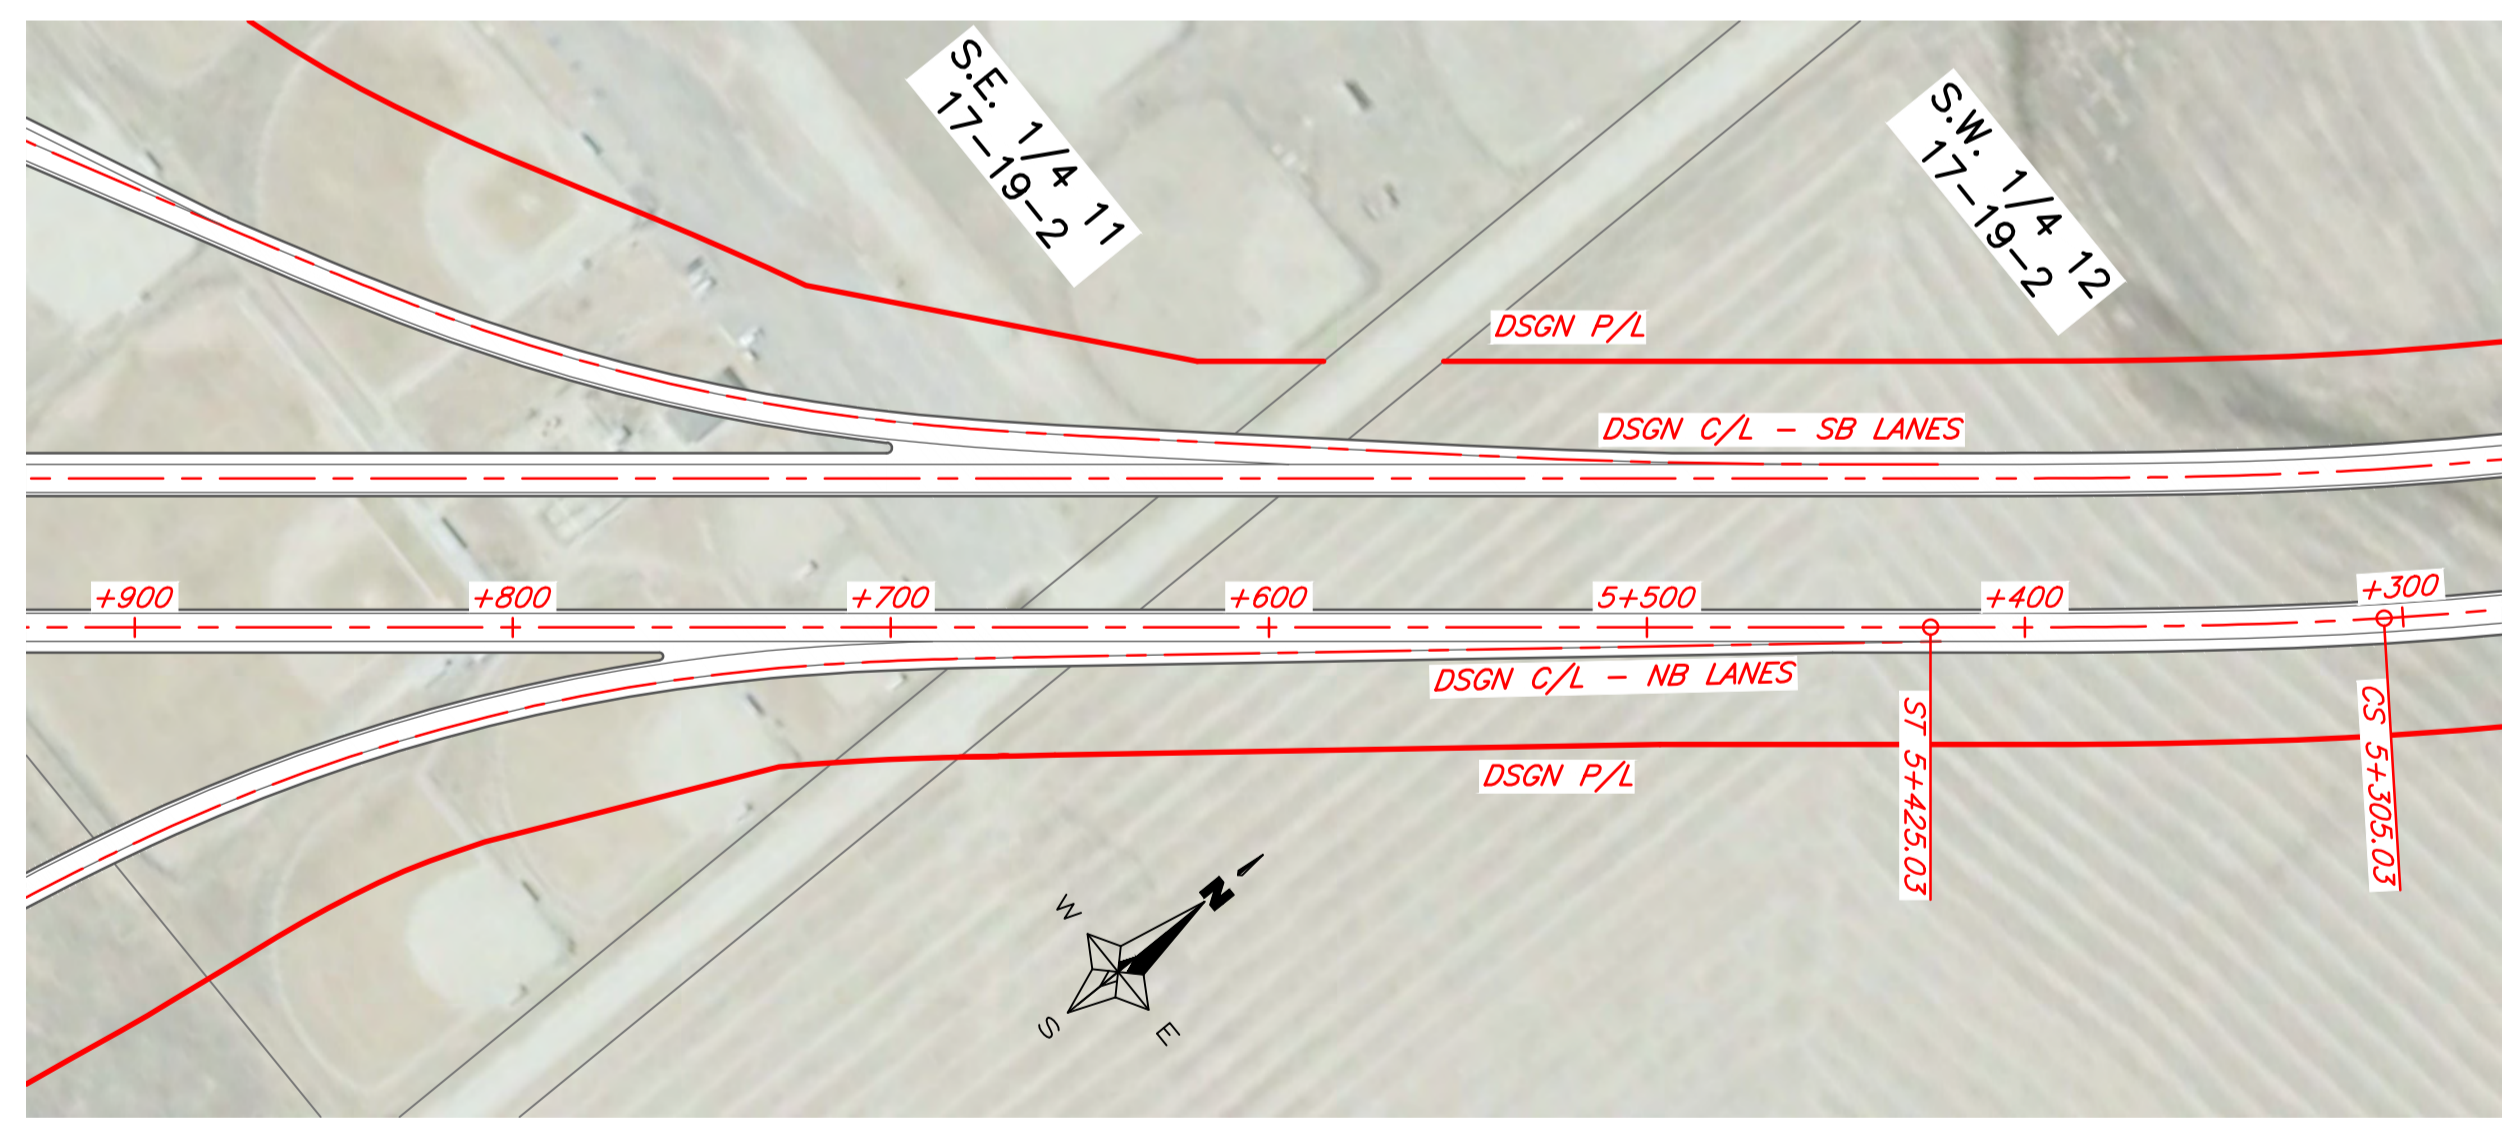 S.E. 1/4 11
17-19-2
S.W. 1/4 12
17-19-2
DSGN P/L
DSGN C/L - SB LANES
+900
+800
+700
+600
5+500
+400
+300
DSGN C/L - NB LANES
DSGN P/L
ST 5+425.03
CS 5+305.03
N
W
S
E